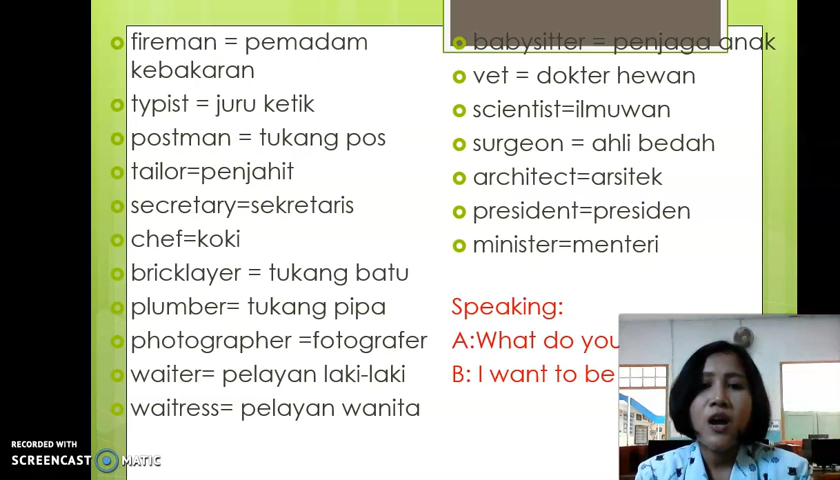 fireman = pemadam
kebakaran
typist = juru ketik
postman = tukang pos
tailor=penjahit
secretary=sekretaris
chef=koki
bricklayer = tukang batu
plumber= tukang pipa
photographer =fotografer
waiter= pelayan laki-laki
waitress= pelayan wanita
babysitter = penjaga anak
vet = dokter hewan
scientist=ilmuwan
surgeon = ahli bedah
architect=arsitek
president=presiden
minister=menteri
Speaking:
A:What do you
B: I want to be
RECORDED WITH
SCREENCAST MATIC